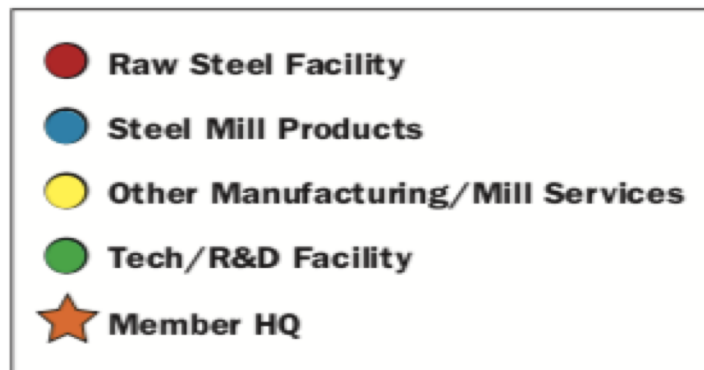 Raw Steel Facility
Steel Mill Products
Other Manufacturing/Mill Services
Tech/R&D Facility
Member HQ